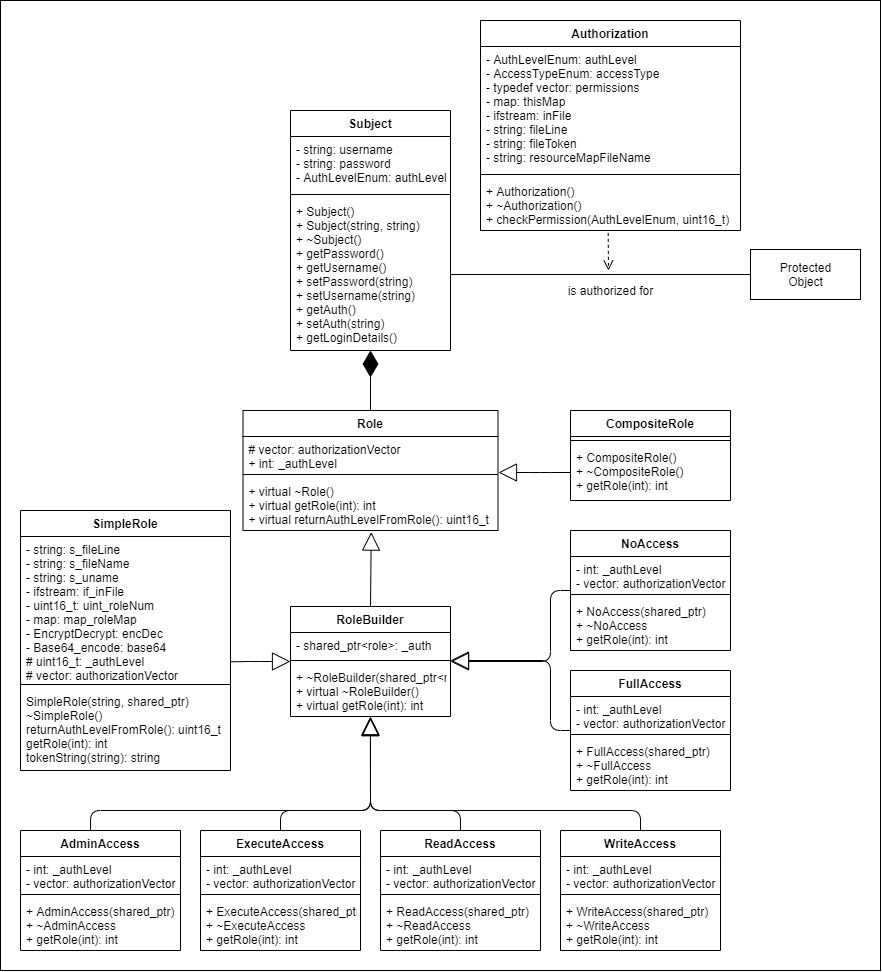 Authorization
- AuthLevelEnum: authLevel
- AccessTypeEnum: accessType
- typedef vector: permissions
- map: thisMap
- ifstream: inFile
- string: fileLine
- string: fileToken
- string: resourceMapFileName
+ Authorization()
+ ~Authorization()
+ checkPermission(AuthLevelEnum, uint16_t)
Subject
- string: username
- string: password
- AuthLevelEnum: authLevel
+ Subject()
+ Subject(string, string)
+ ~Subject()
+ getPassword()
+ getUsername()
+ setPassword(string)
+ setUsername(string)
+ getAuth()
+ setAuth(string)
+ getLoginDetails()
Protected
Object
is authorized for
Role
# vector: authorizationVector
+ int: _authLevel
+ virtual ~Role()
+ virtual getRole(int): int
+ virtual returnAuthLevelFromRole(): uint16_t
CompositeRole
+ CompositeRole()
+ ~CompositeRole()
+ getRole(int): int
SimpleRole
- string: s_fileLine
- string: s_fileName
- string: s_uname
- ifstream: if_inFile
- uint16_t: uint_roleNum
- map: map_roleMap
- EncryptDecrypt: encDec
- Base64_encode: base64
# uint16_t: _authLevel
# vector: authorizationVector
SimpleRole(string, shared_ptr)
~SimpleRole()
returnAuthLevelFromRole(): uint16_t
getRole(int): int
tokenString(string): string
RoleBuilder
- shared_ptr<role>: _auth
+ ~RoleBuilder(shared_ptr<r
+ virtual ~RoleBuilder()
+ virtual getRole(int): int
NoAccess
- int: _authLevel
- vector: authorizationVector
+ NoAccess(shared_ptr)
+ ~NoAccess
+ getRole(int): int
FullAccess
- int: _authLevel
- vector: authorizationVector
+ FullAccess(shared_ptr)
+ ~FullAccess
+ getRole(int): int
AdminAccess
- int: _authLevel
- vector: authorizationVector
+ AdminAccess(shared_ptr)
+ ~AdminAccess
+ getRole(int): int
ExecuteAccess
- int: _authLevel
- vector: authorizationVector
+ ExecuteAccess(shared_pt
+ ~ExecuteAccess
+ getRole(int): int
ReadAccess
- int: _authLevel
- vector: authorizationVector
+ ReadAccess(shared_ptr)
+ ~ReadAccess
+ getRole(int): int
WriteAccess
- int: _authLevel
- vector: authorizationVector
+ WriteAccess(shared_ptr)
+ ~WriteAccess
+ getRole(int): int